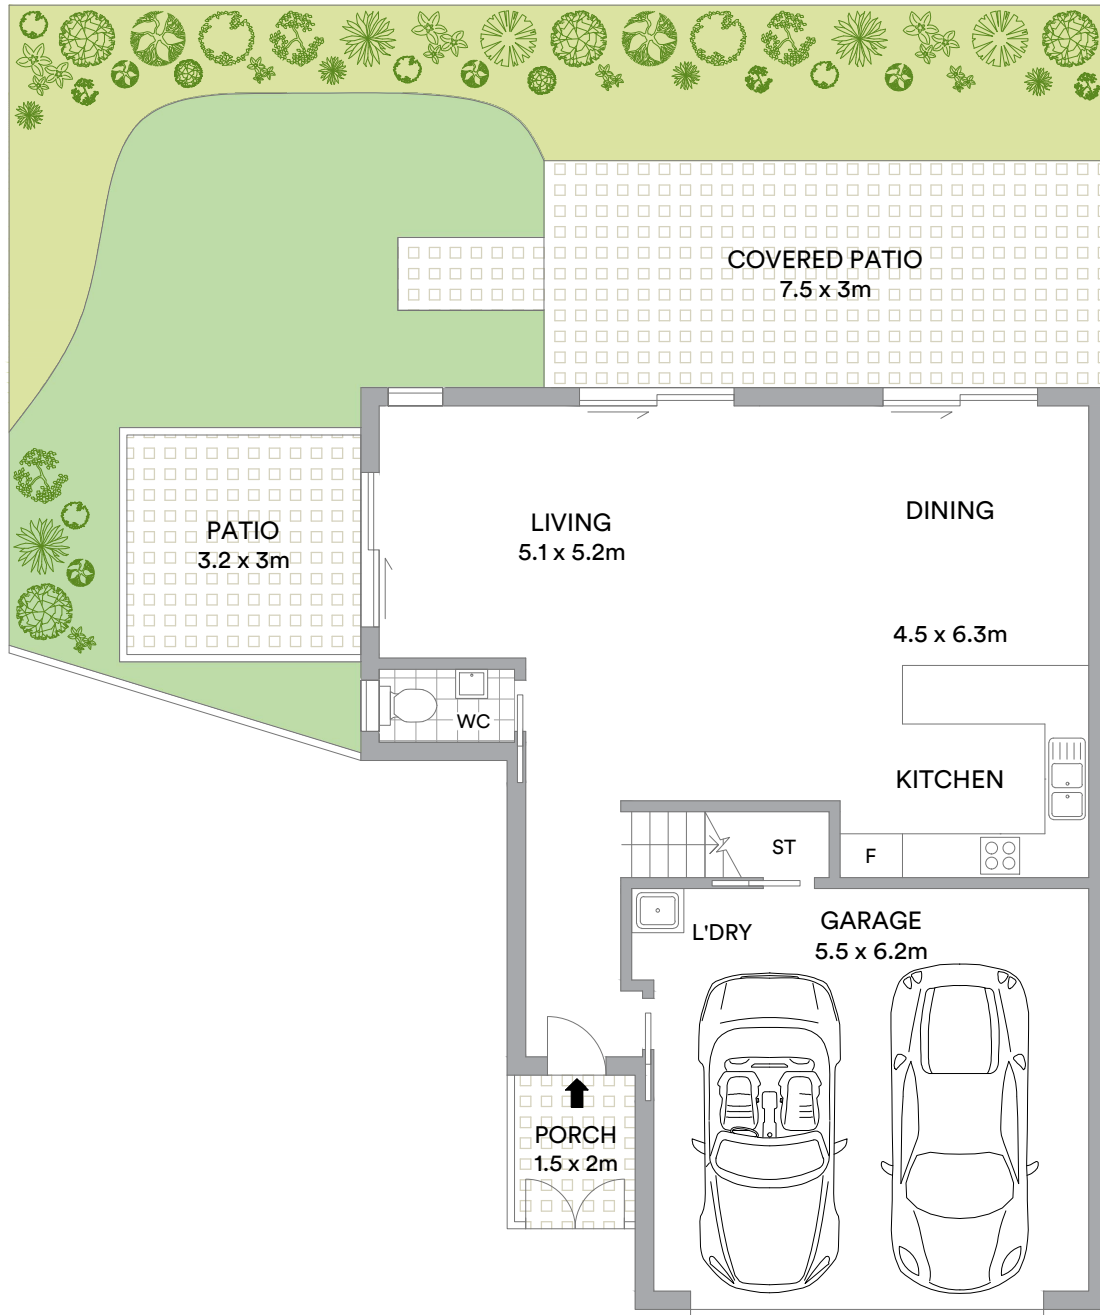 COVERED PATIO
7.5 x 3m
PATIO
3.2 x 3m
LIVING
5.1 x 5.2m
DINING
4.5 x 6.3m
WC
KITCHEN
ST
F
L'DRY
GARAGE
5.5 x 6.2m
PORCH
1.5 x 2m